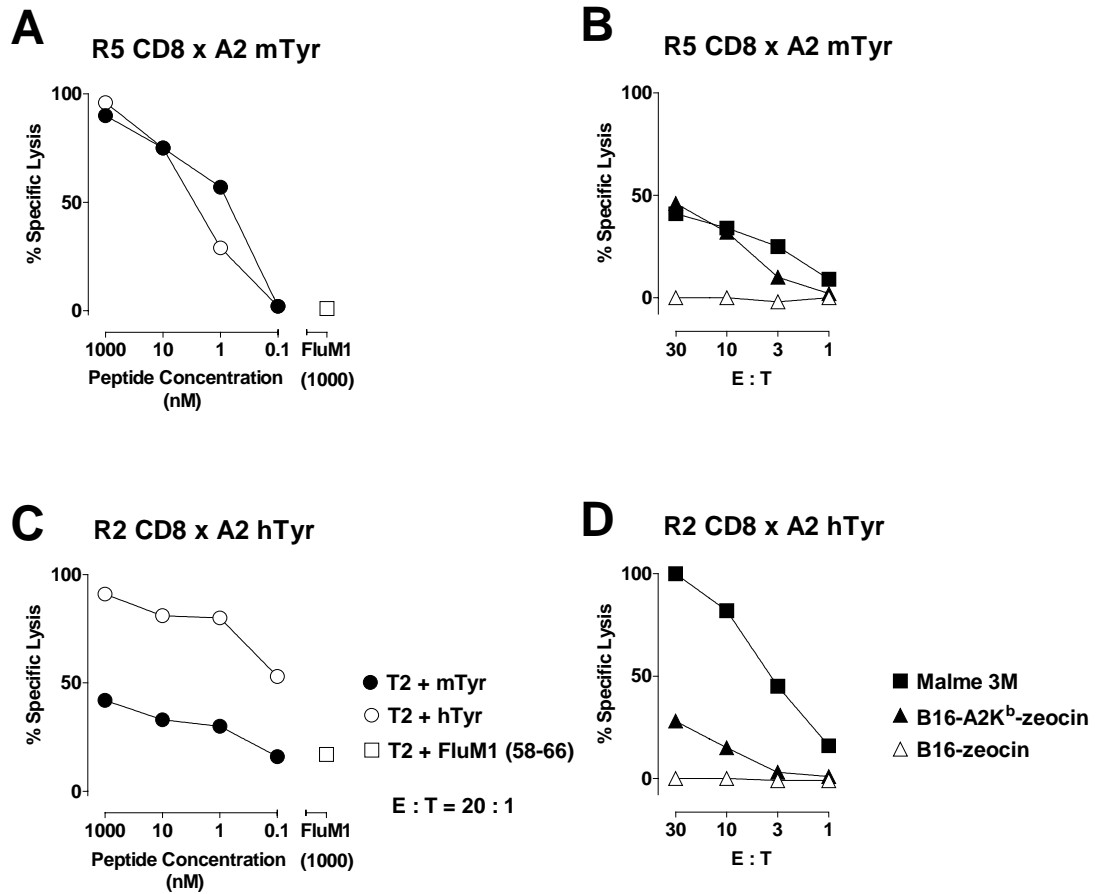 A
R5 CD8 x A2 mTyr
% Specific Lysis
100
50
0
1000 10 1 0.1 FluM1
Peptide Concentration (1000)
(nM)
B
R5 CD8 x A2 mTyr
% Specific Lysis
100
50
0
30 10 3 1
E : T
C
R2 CD8 x A2 hTyr
% Specific Lysis
100
50
0
1000 10 1 0.1 FluM1
Peptide Concentration (1000)
(nM)
T2 + mTyr
T2 + hTyr
T2 + FluM1 (58-66)
E : T = 20 : 1
D
R2 CD8 x A2 hTyr
% Specific Lysis
100
50
0
30 10 3 1
E : T
Malme 3M
B16-A2Kᵇ-zeocin
B16-zeocin